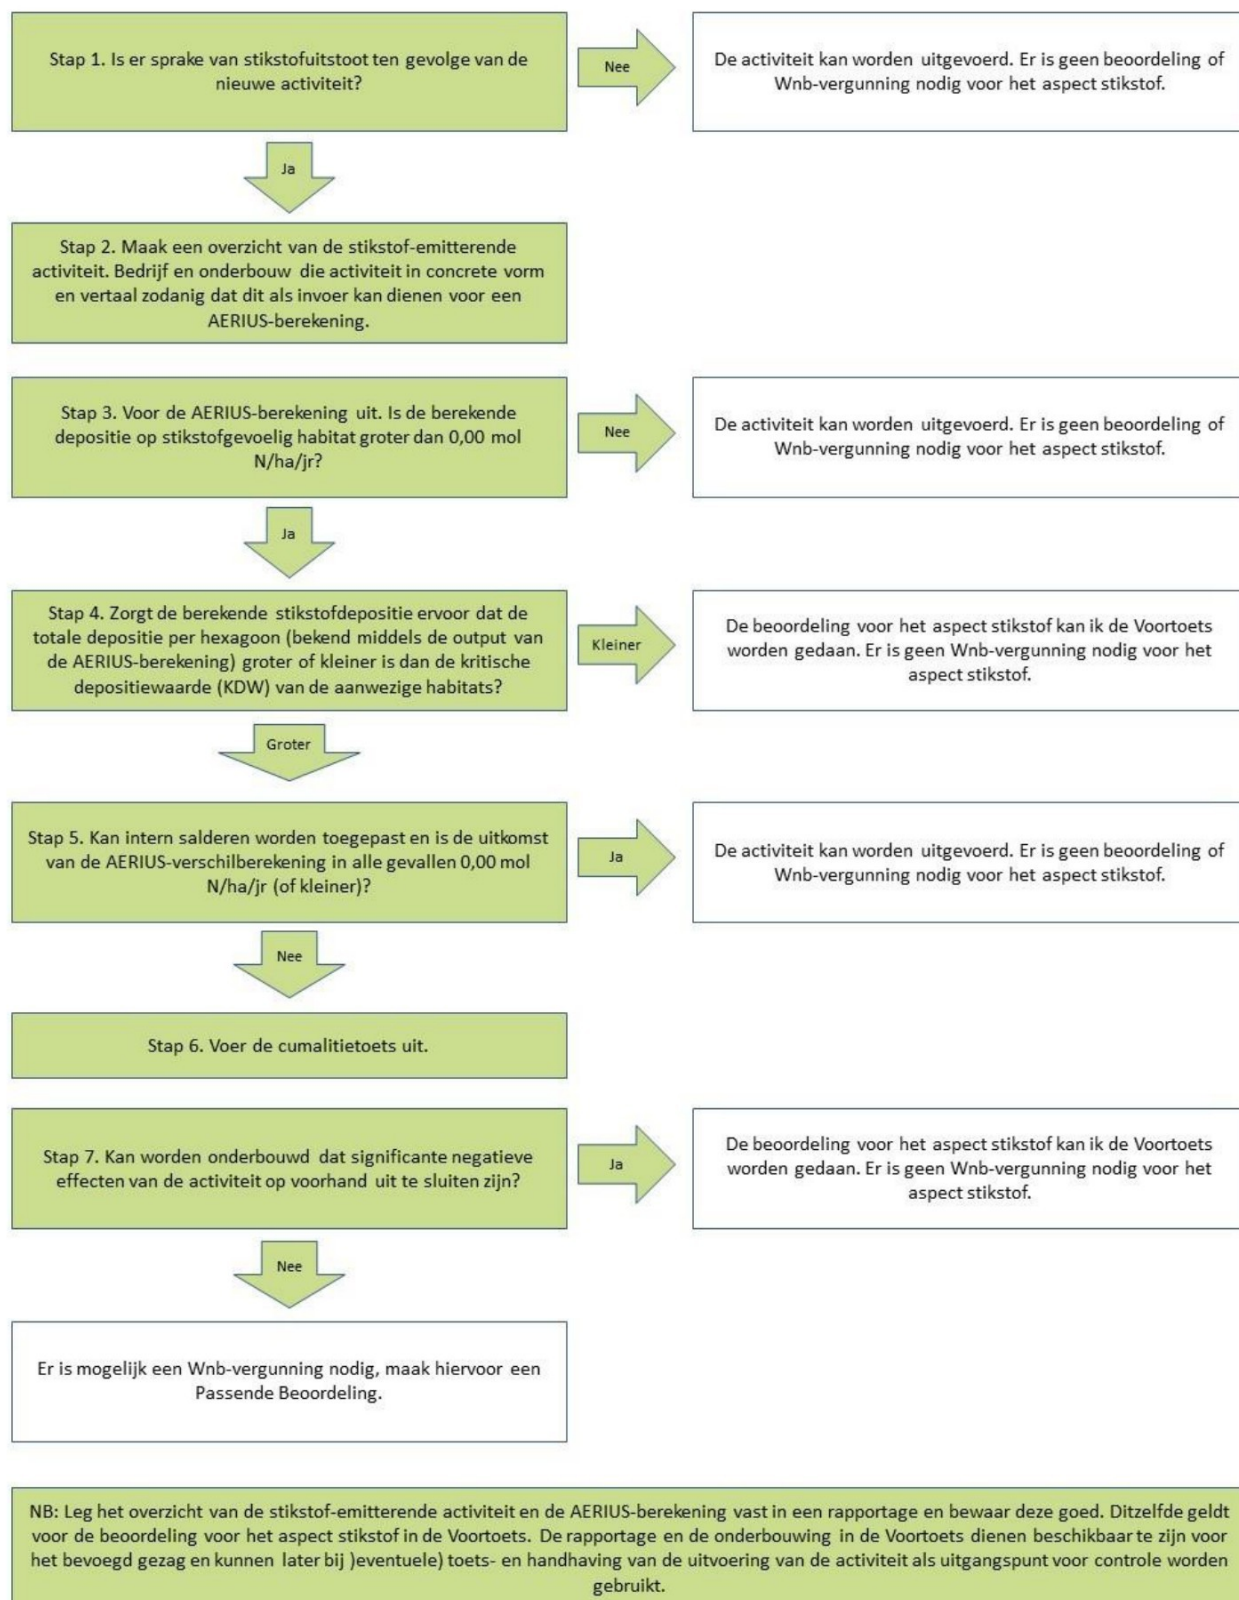 Stap 1. Is er sprake van stikstofuitstoot ten gevolge van de
nieuwe activiteit?
Nee
De activiteit kan worden uitgevoerd. Er is geen beoordeling of
Wnb-vergunning nodig voor het aspect stikstof.
Ja
Stap 2. Maak een overzicht van de stikstof-emitterende
activiteit. Bedrijf en onderbouw die activiteit in concrete vorm
en vertaal zodanig dat dit als invoer kan dienen voor een
AERIUS-berekening.
Stap 3. Voor de AERIUS-berekening uit. Is de berekende
depositie op stikstofgevoelig habitat groter dan 0,00 mol
N/ha/jr?
Nee
De activiteit kan worden uitgevoerd. Er is geen beoordeling of
Wnb-vergunning nodig voor het aspect stikstof.
Ja
Stap 4. Zorgt de berekende stikstofdepositie ervoor dat de
totale depositie per hexagoon (bekend middels de output van
de AERIUS-berekening) groter of kleiner is dan de kritische
depositiewaarde (KDW) van de aanwezige habitats?
Kleiner
De beoordeling voor het aspect stikstof kan ik de Voortoets
worden gedaan. Er is geen Wnb-vergunning nodig voor het
aspect stikstof.
Groter
Stap 5. Kan intern salderen worden toegepast en is de uitkomst
van de AERIUS-verschilberekening in alle gevallen 0,00 mol
N/ha/jr (of kleiner)?
Ja
De activiteit kan worden uitgevoerd. Er is geen beoordeling of
Wnb-vergunning nodig voor het aspect stikstof.
Nee
Stap 6. Voer de cumalitietoets uit.
Stap 7. Kan worden onderbouwd dat significante negatieve
effecten van de activiteit op voorhand uit te sluiten zijn?
Ja
De beoordeling voor het aspect stikstof kan ik de Voortoets
worden gedaan. Er is geen Wnb-vergunning nodig voor het
aspect stikstof.
Nee
Er is mogelijk een Wnb-vergunning nodig, maak hiervoor een
Passende Beoordeling.
NB: Leg het overzicht van de stikstof-emitterende activiteit en de AERIUS-berekening vast in een rapportage en bewaar deze goed. Ditzelfde geldt
voor de beoordeling voor het aspect stikstof in de Voortoets. De rapportage en de onderbouwing in de Voortoets dienen beschikbaar te zijn voor
het bevoegd gezag en kunnen later bij )eventuele) toets- en handhaving van de uitvoering van de activiteit als uitgangspunt voor controle worden
gebruikt.